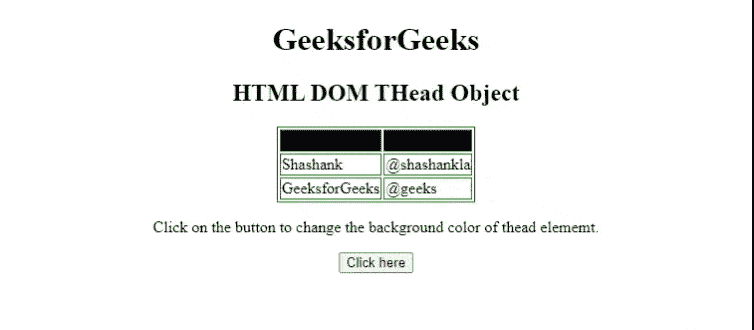 GeeksforGeeks
HTML DOM THead Object
Shashank @shashankla
GeeksforGeeks @geeks
Click on the button to change the background color of thead elememt.
Click here